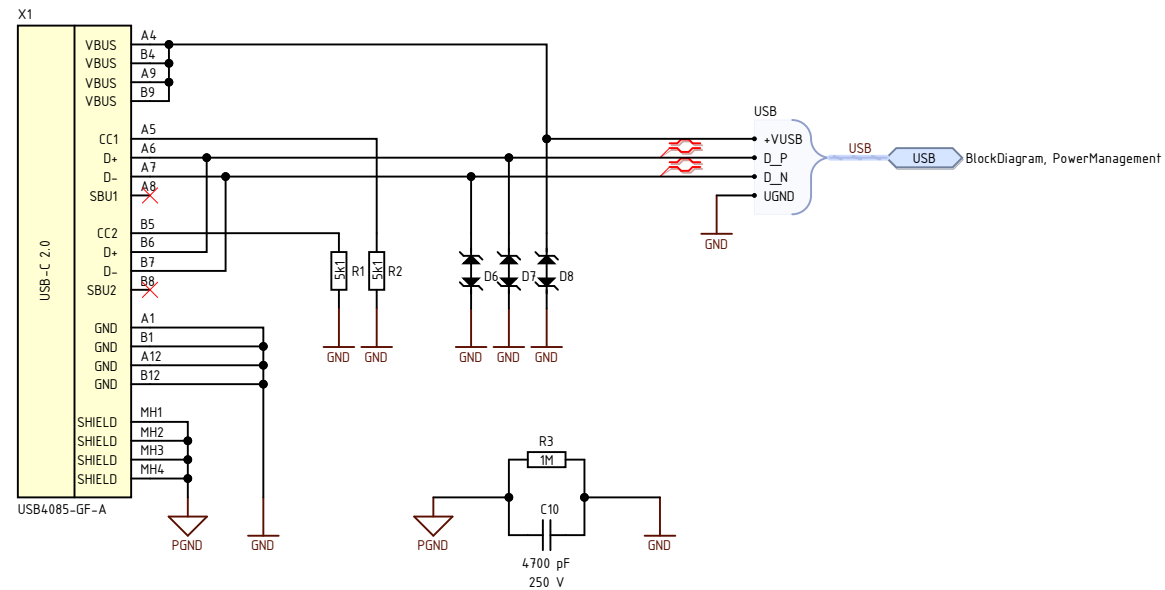 X1
USB-C 2.0
VBUS A4
VBUS B4
VBUS A9
VBUS B9
CC1 A5
D+ A6
D- A7
SBU1 A8
CC2 B5
D+ B6
D- B7
SBU2 B8
GND A1
GND B1
GND A12
GND B12
SHIELD MH1
SHIELD MH2
SHIELD MH3
SHIELD MH4
USB4085-GF-A
PGND
GND
5k1 R1
5k1 R2
GND
GND
D6
D7
D8
GND
GND
GND
USB
+VUSB
D_P
D_N
UGND
GND
USB
USB
BlockDiagram, PowerManagement
R3
1M
C10
4700 pF
250 V
PGND
GND